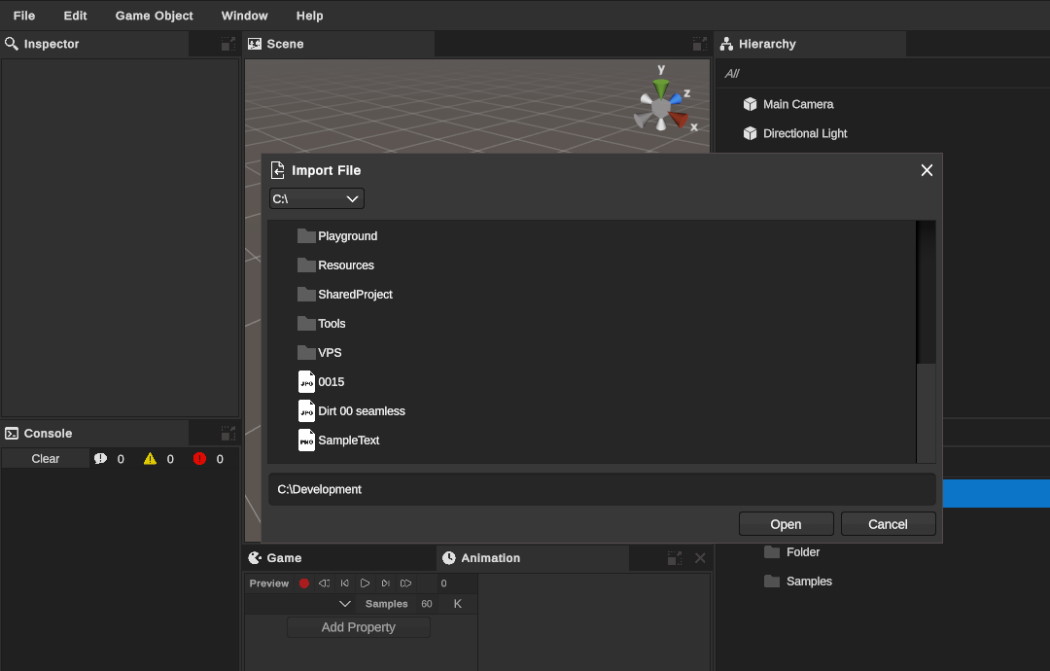 File Edit Game Object Window Help
Inspector
Scene
Hierarchy
All
Main Camera
Directional Light
y
z
x
Import File
C:\
Playground
Resources
SharedProject
Tools
VPS
JPG 0015
JPG Dirt 00 seamless
PNG SampleText
C:\Development
Open Cancel
Console
Clear 0 0 0
Folder
Samples
Game
Animation
Preview 0
Samples 60 K
Add Property